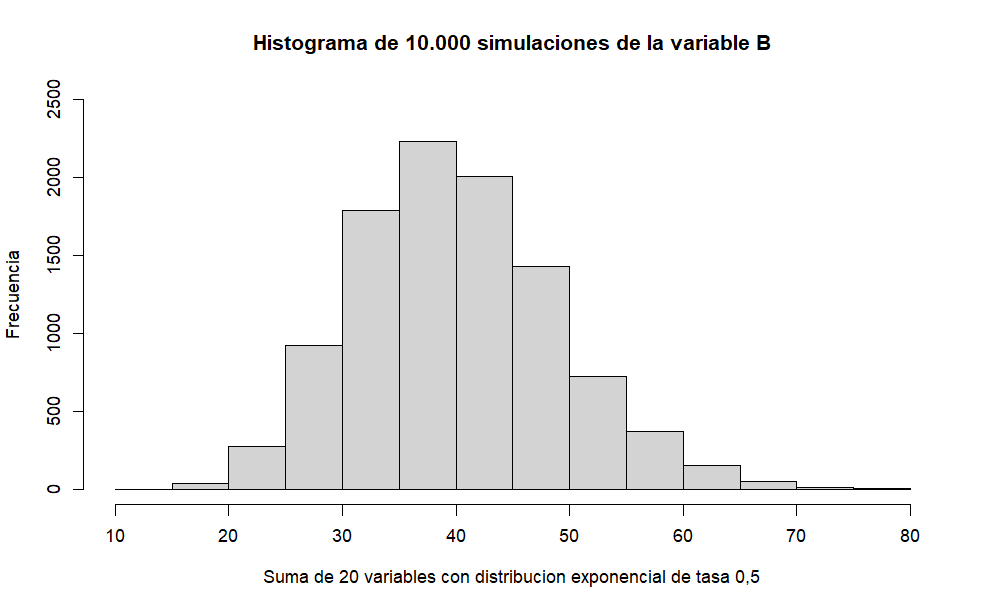 Histograma de 10.000 simulaciones de la variable B
Frecuencia
2500
2000
1500
1000
500
0
10 20 30 40 50 60 70 80
Suma de 20 variables con distribucion exponencial de tasa 0,5